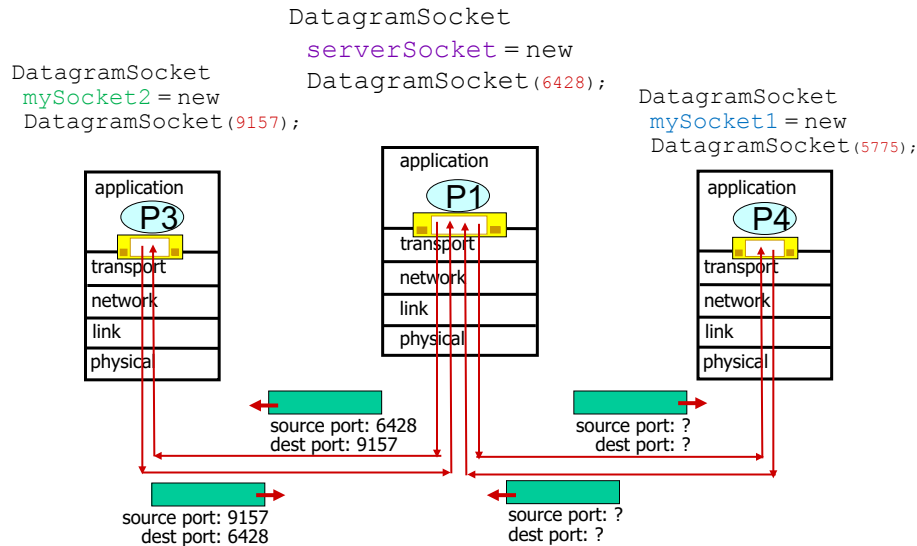 DatagramSocket
serverSocket = new
DatagramSocket(6428);
DatagramSocket
mySocket2 = new
DatagramSocket(9157);
DatagramSocket
mySocket1 = new
DatagramSocket(5775);
application
P3
transport
network
link
physical
application
P1
transport
network
link
physical
application
P4
transport
network
link
physical
source port: 6428
dest port: 9157
source port: ?
dest port: ?
source port: 9157
dest port: 6428
source port: ?
dest port: ?